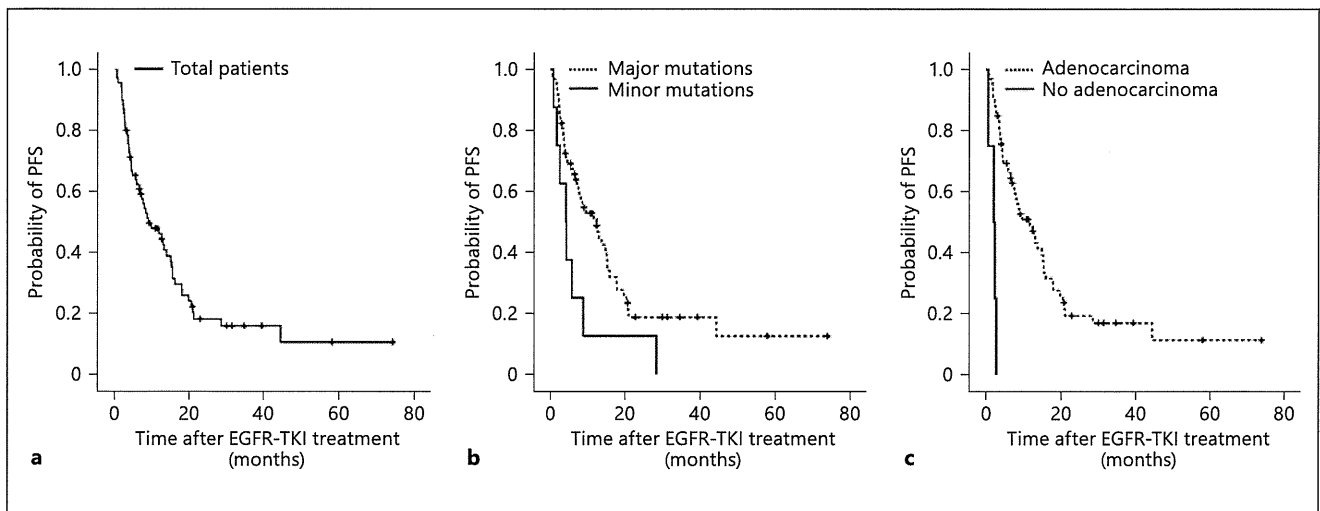 Total patients
1.0
0.8
0.6
0.4
0.2
0
Probability of PFS
0 20 40 60 80
Time after EGFR-TKI treatment
(months)
a
Major mutations
Minor mutations
1.0
0.8
0.6
0.4
0.2
0
Probability of PFS
0 20 40 60 80
Time after EGFR-TKI treatment
(months)
b
Adenocarcinoma
No adenocarcinoma
1.0
0.8
0.6
0.4
0.2
0
Probability of PFS
0 20 40 60 80
Time after EGFR-TKI treatment
(months)
c